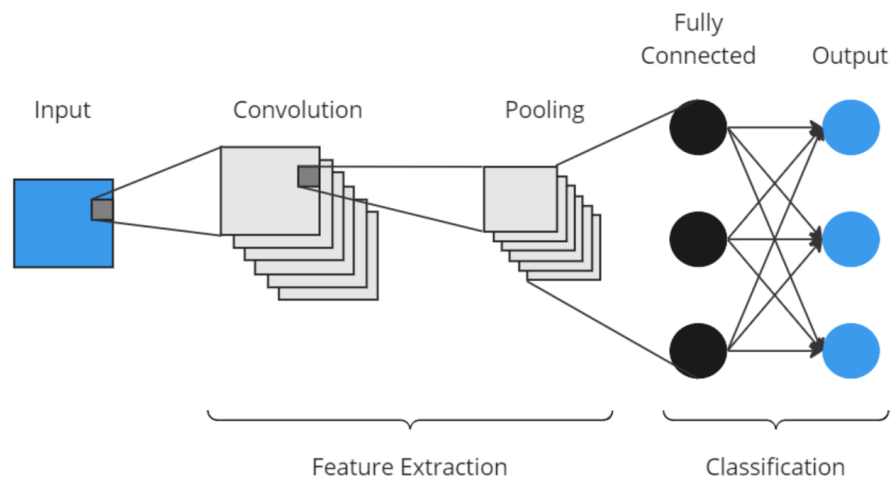 Fully
Connected
Output
Input
Convolution
Pooling
Feature Extraction
Classification